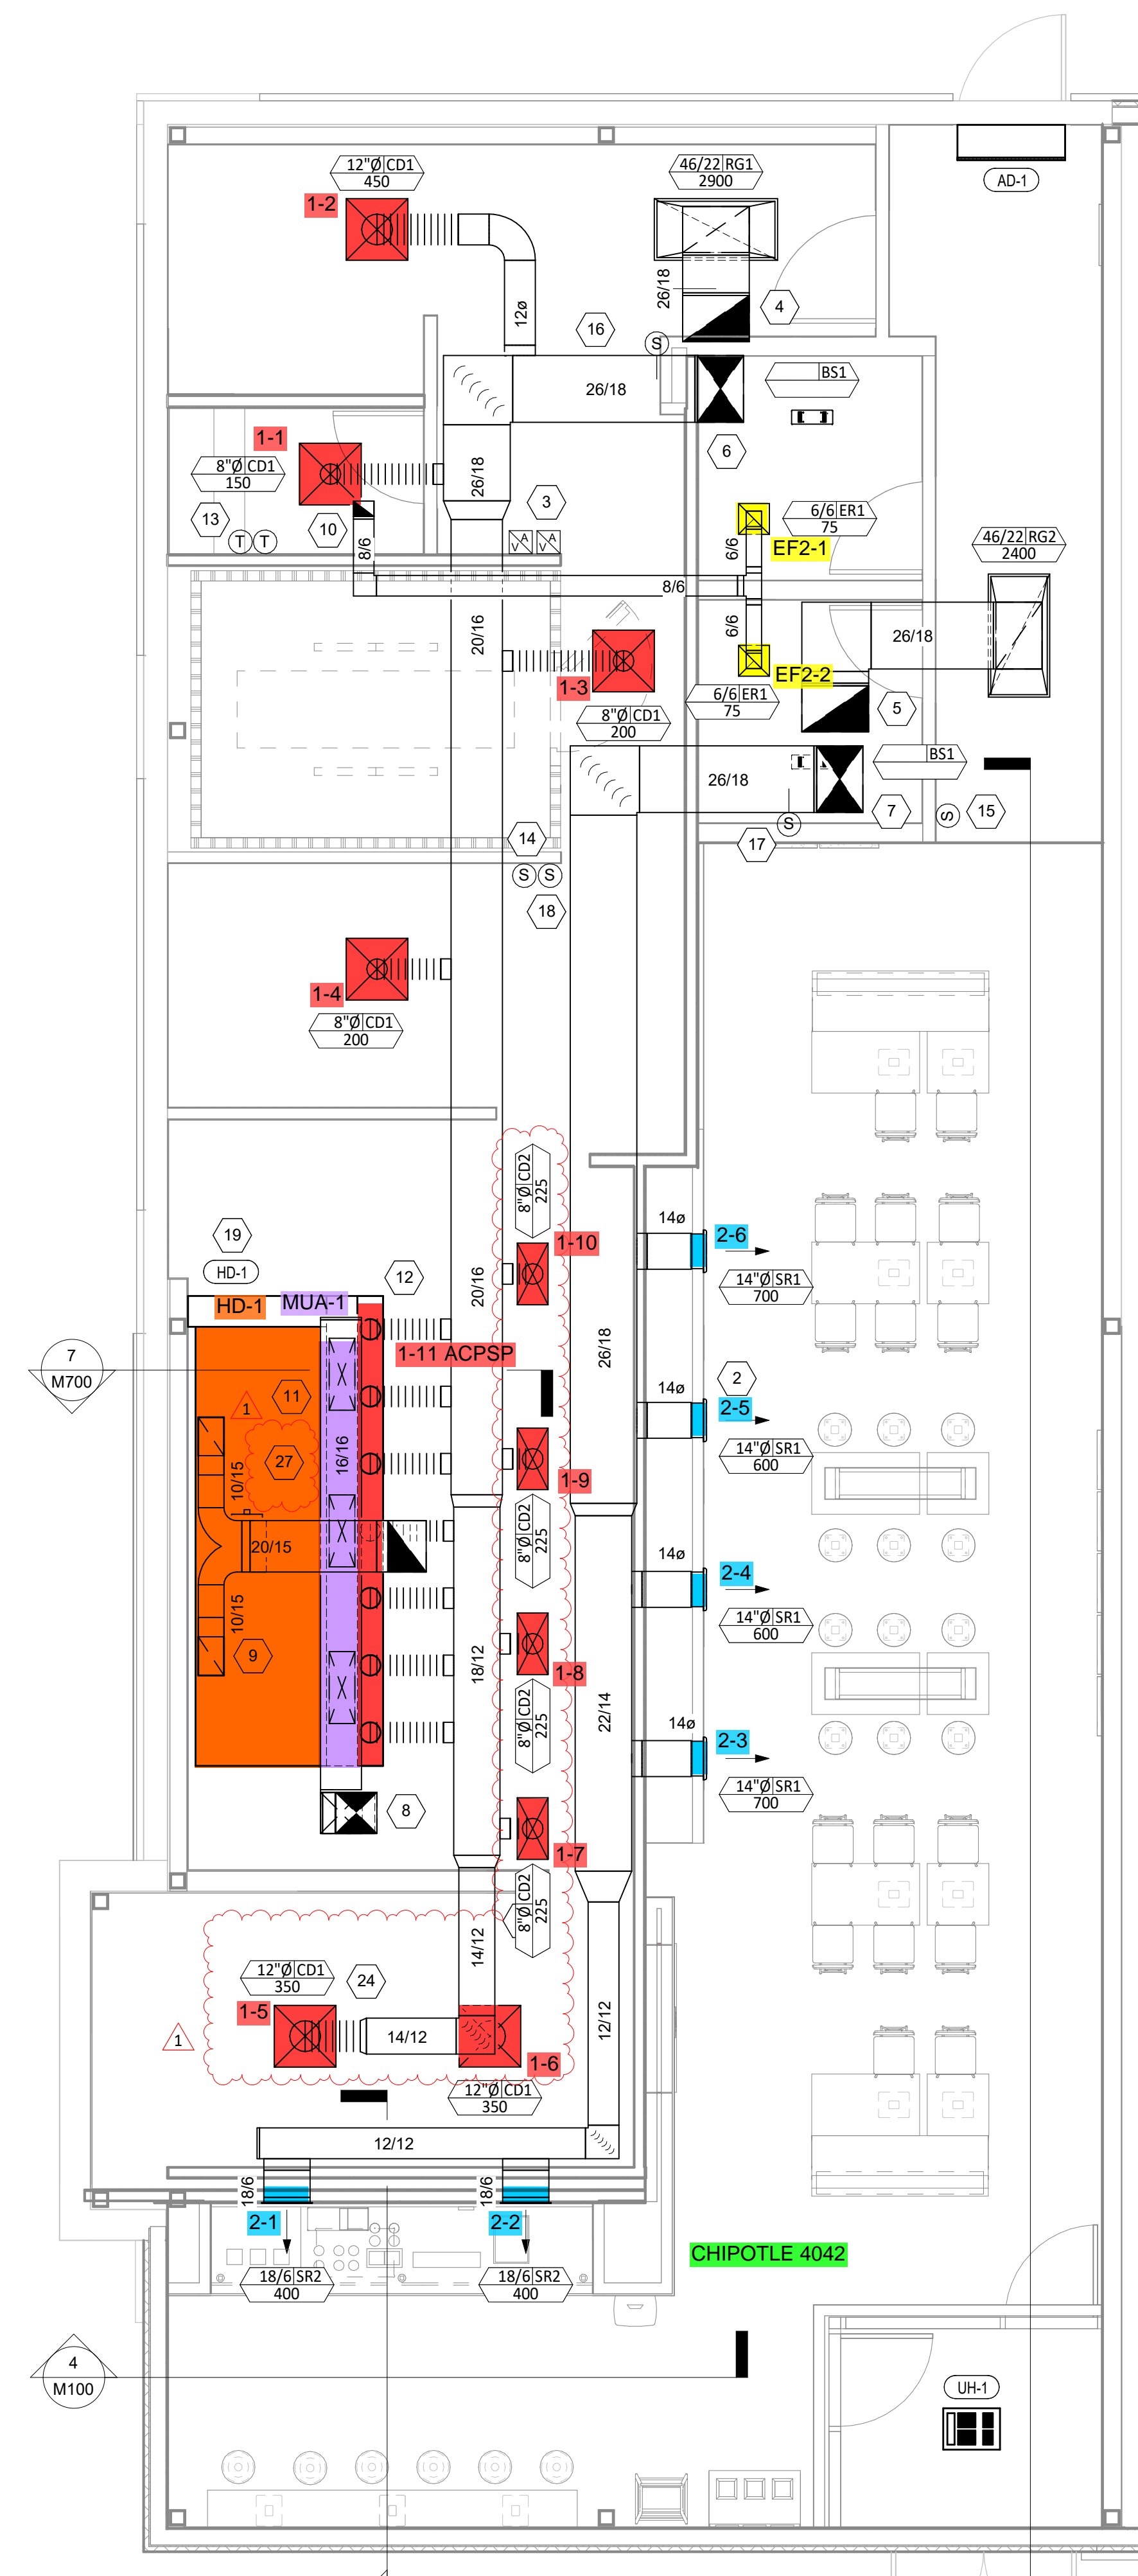 12"Ø CD1
450
1-2
46/22 RG1
2900
AD-1
26/18
4
12ø
16
S
26/18
BS1
6
1-1
8"Ø CD1
150
26/18
3
13
T T
10
A
V
A
V
8/6
6/6 ER1
75
EF2-1
6/6
46/22 RG2
2400
8/6
6/6
20/16
26/18
EF2-2
1-3
6/6 ER1
75
8"Ø CD1
200
5
BS1
26/18
7
S
15
S
17
14
S S
18
1-4
8"Ø CD1
200
8"Ø CD2
225
14ø
2-6
1-10
19
HD-1
12
20/16
14"Ø SR1
700
HD-1
MUA-1
26/18
1-11 ACPSP
7
M700
14ø
2
2-5
11
1
27
16/16
10/15
14"Ø SR1
600
1-9
8"Ø CD2
225
20/15
14ø
2-4
10/15
9
14"Ø SR1
600
18/12
1-8
22/14
8"Ø CD2
225
14ø
2-3
14"Ø SR1
700
8
1-7
8"Ø CD2
225
14/12
12"Ø CD1
350
24
1-5
14/12
12/12
1
1-6
12"Ø CD1
350
12/12
18/6
18/6
2-1
2-2
CHIPOTLE 4042
18/6 SR2
400
18/6 SR2
400
4
M100
UH-1